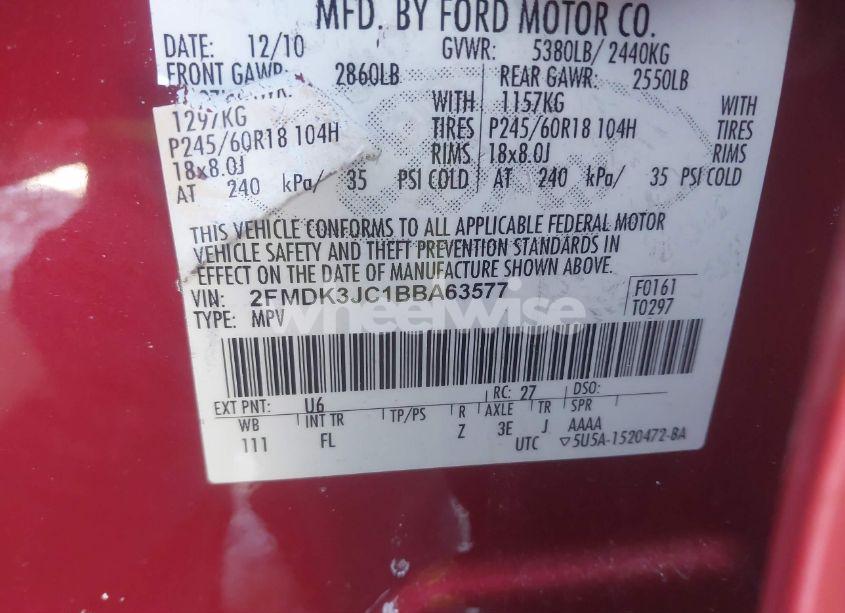 MFD. BY FORD MOTOR CO.
DATE: 12/10 GVWR: 5380LB/ 2440KG
FRONT GAWR: 2860LB REAR GAWR: 2550LB
1297KG WITH 1157KG WITH
P245/60R18 104H TIRES P245/60R18 104H TIRES
18x8.0J RIMS 18x8.0J RIMS
AT 240 kPa/ 35 PSI COLD AT 240 kPa/ 35 PSI COLD
THIS VEHICLE CONFORMS TO ALL APPLICABLE FEDERAL MOTOR
VEHICLE SAFETY AND THEFT PREVENTION STANDARDS IN
EFFECT ON THE DATE OF MANUFACTURE SHOWN ABOVE.
VIN: 2FMDK3JC1BBA63577 F0161
TYPE: MPV T0297
wheelwise
EXT PNT: U6 RC: 27 DSO:
WB INT TR TP/PS R AXLE TR SPR
111 FL Z 3E J AAAA
UTC ▽5U5A-1520472-BA